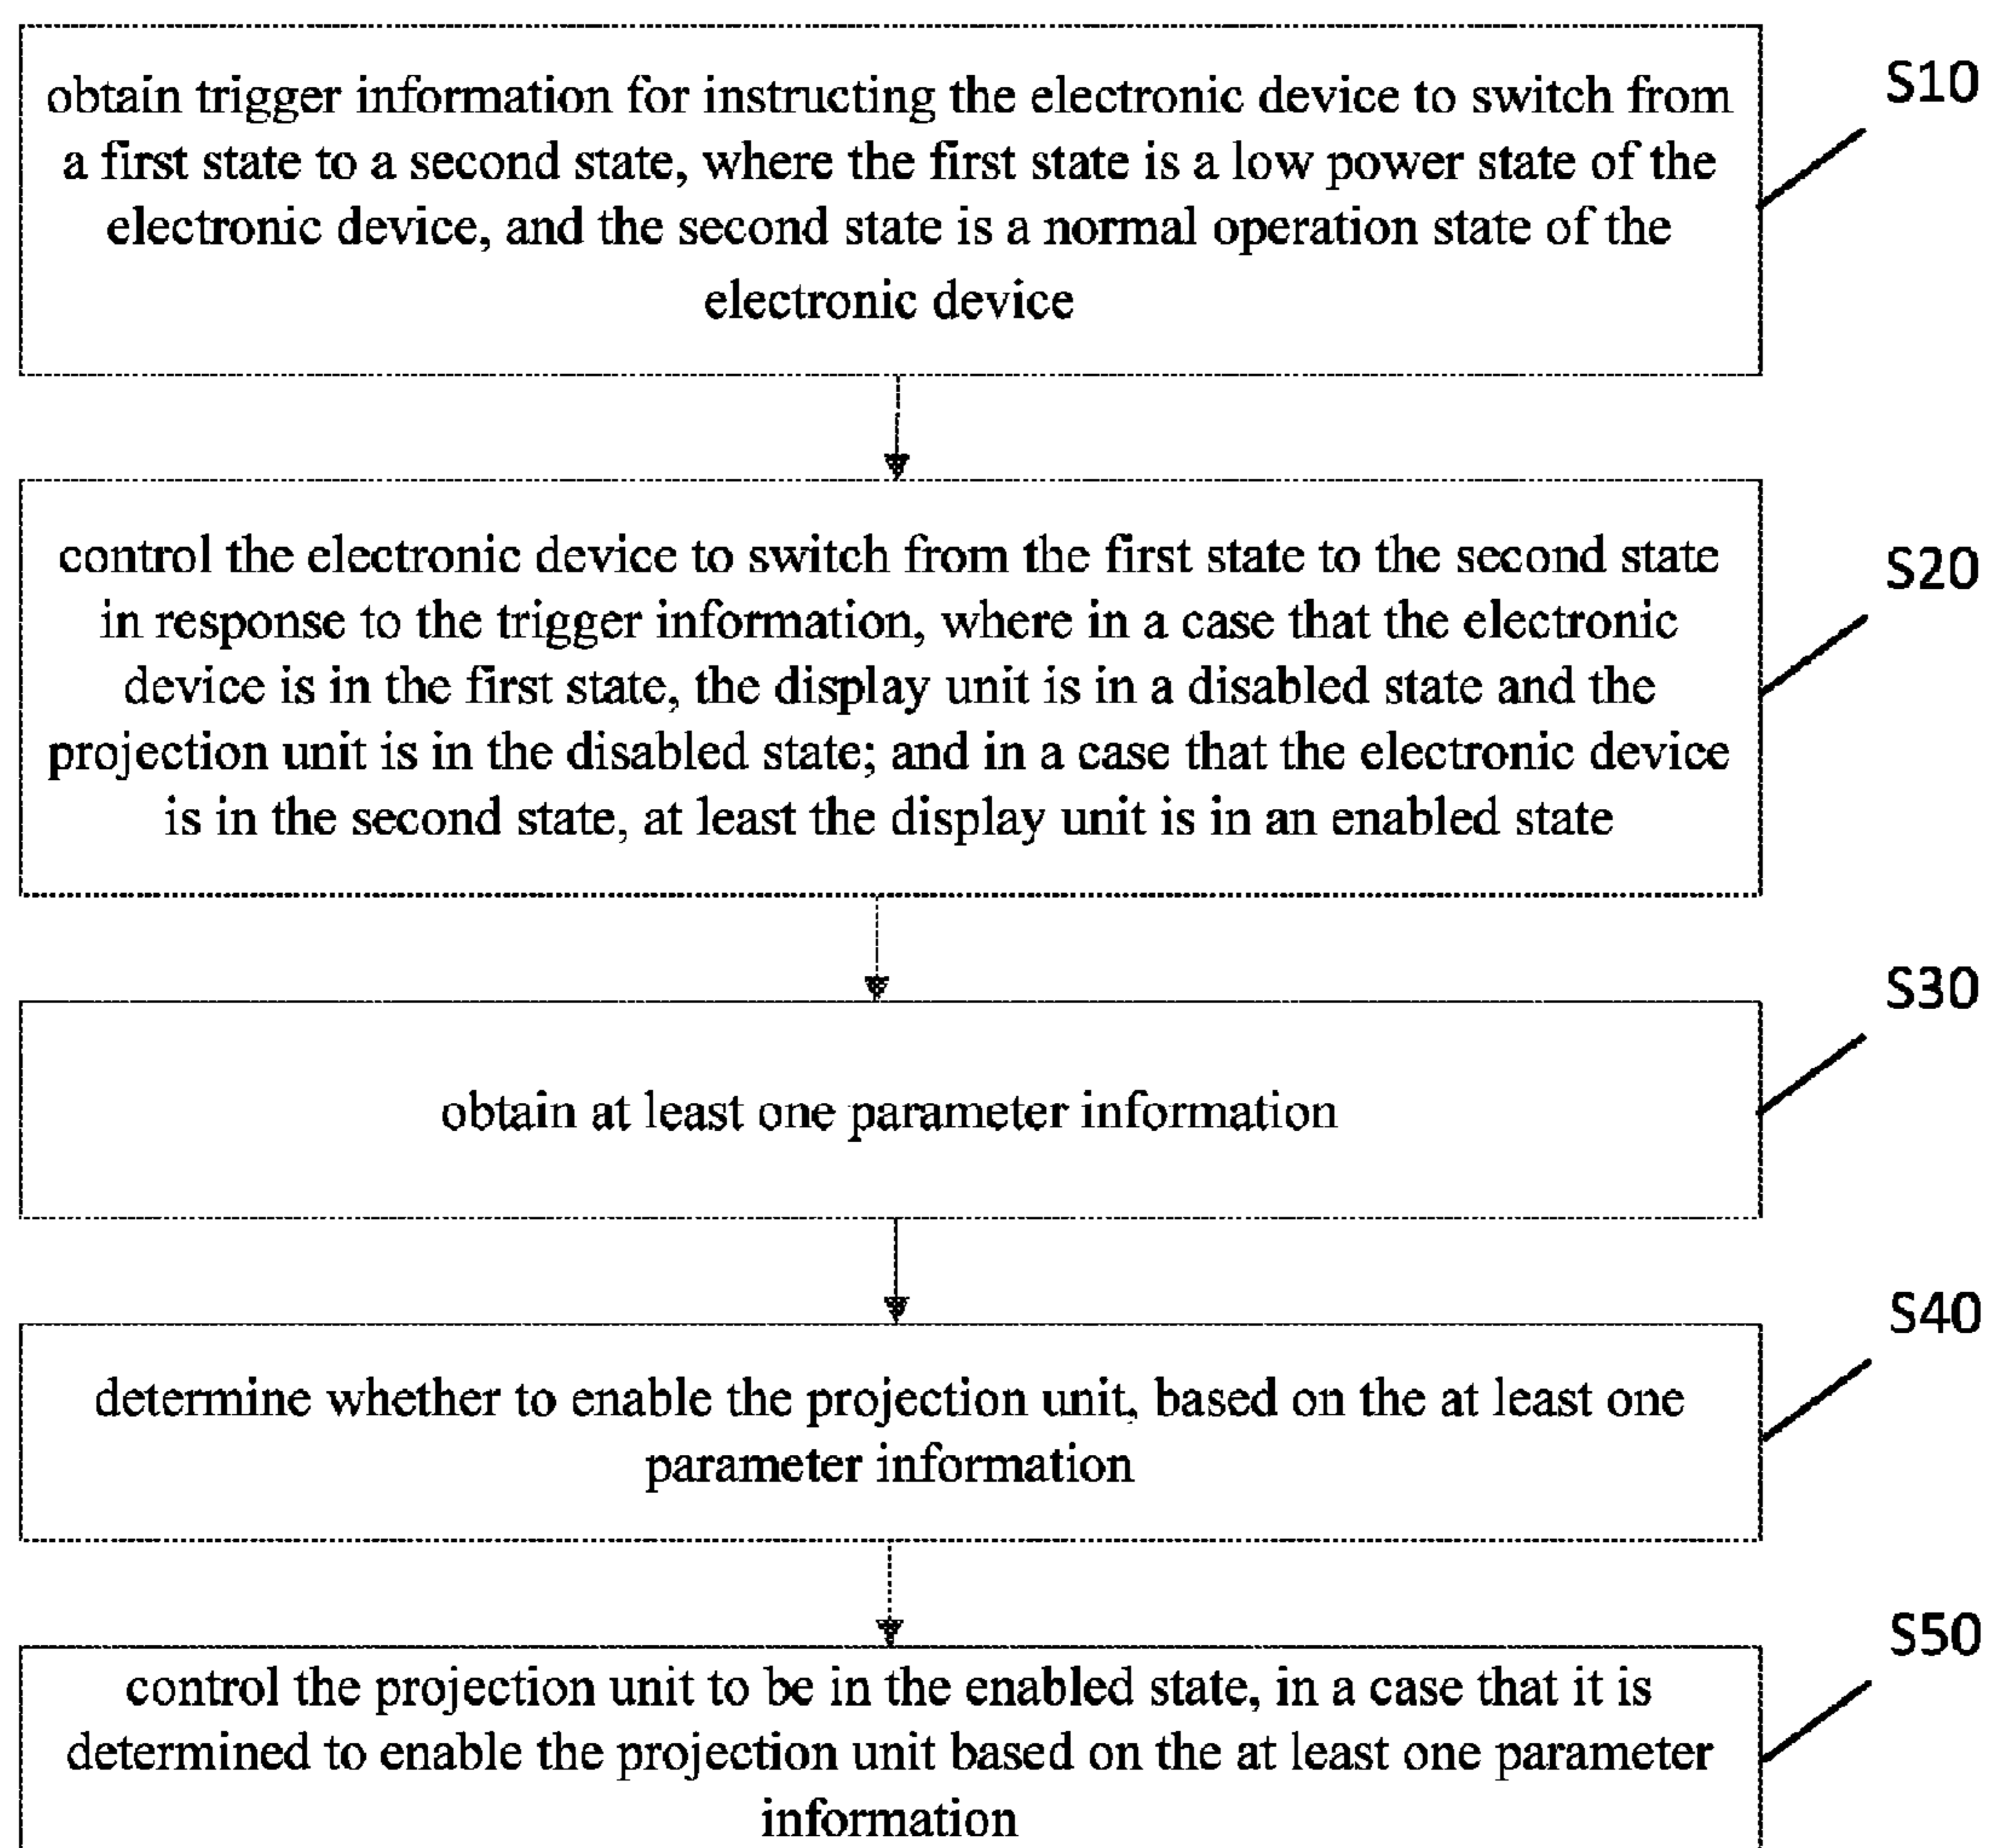 obtain trigger information for instructing the electronic device to switch from
a first state to a second state, where the first state is a low power state of the
electronic device, and the second state is a normal operation state of the
electronic device
S10
control the electronic device to switch from the first state to the second state
in response to the trigger information, where in a case that the electronic
device is in the first state, the display unit is in a disabled state and the
projection unit is in the disabled state; and in a case that the electronic device
is in the second state, at least the display unit is in an enabled state
S20
obtain at least one parameter information
S30
determine whether to enable the projection unit, based on the at least one
parameter information
S40
control the projection unit to be in the enabled state, in a case that it is
determined to enable the projection unit based on the at least one parameter
information
S50